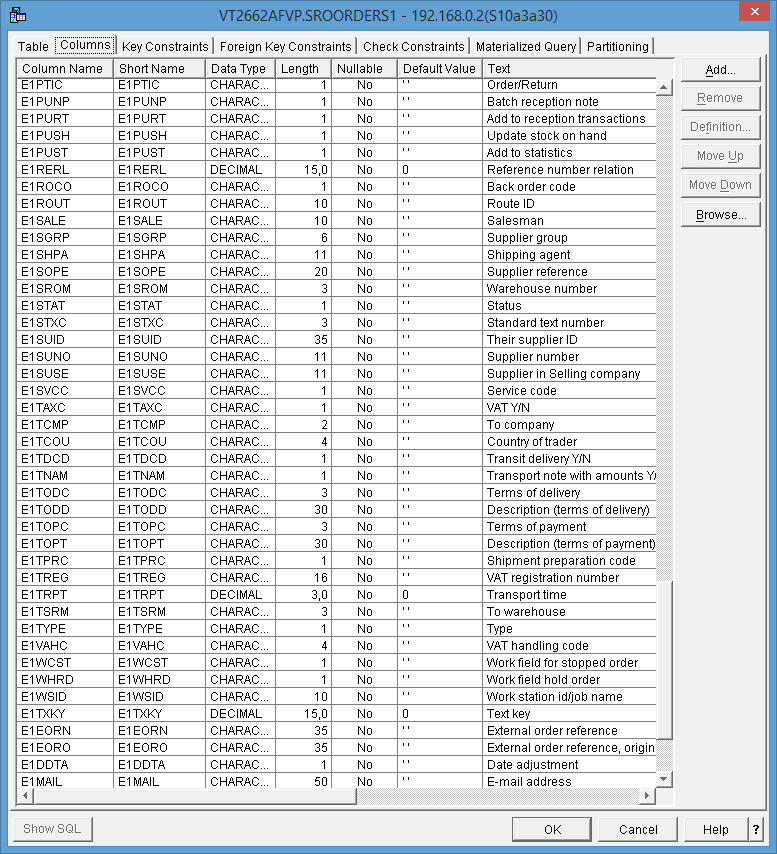 VT2662AFVP.SROORDERS1 - 192.168.0.2(S10a3a30)
Table Columns Key Constraints Foreign Key Constraints Check Constraints Materialized Query Partitioning
Column Name Short Name Data Type Length Nullable Default Value Text
E1PTIC E1PTIC CHARAC... 1 No ' ' Order/Return
E1PUNP E1PUNP CHARAC... 1 No ' ' Batch reception note
E1PURT E1PURT CHARAC... 1 No ' ' Add to reception transactions
E1PUSH E1PUSH CHARAC... 1 No ' ' Update stock on hand
E1PUST E1PUST CHARAC... 1 No ' ' Add to statistics
E1RERL E1RERL DECIMAL 15,0 No 0 Reference number relation
E1ROCO E1ROCO CHARAC... 1 No ' ' Back order code
E1ROUT E1ROUT CHARAC... 10 No ' ' Route ID
E1SALE E1SALE CHARAC... 10 No ' ' Salesman
E1SGRP E1SGRP CHARAC... 6 No ' ' Supplier group
E1SHPA E1SHPA CHARAC... 11 No ' ' Shipping agent
E1SOPE E1SOPE CHARAC... 20 No ' ' Supplier reference
E1SROM E1SROM CHARAC... 3 No ' ' Warehouse number
E1STAT E1STAT CHARAC... 1 No ' ' Status
E1STXC E1STXC CHARAC... 3 No ' ' Standard text number
E1SUID E1SUID CHARAC... 35 No ' ' Their supplier ID
E1SUNO E1SUNO CHARAC... 11 No ' ' Supplier number
E1SUSE E1SUSE CHARAC... 11 No ' ' Supplier in Selling company
E1SVCC E1SVCC CHARAC... 1 No ' ' Service code
E1TAXC E1TAXC CHARAC... 1 No ' ' VAT Y/N
E1TCMP E1TCMP CHARAC... 2 No ' ' To company
E1TCOU E1TCOU CHARAC... 4 No ' ' Country of trader
E1TDCD E1TDCD CHARAC... 1 No ' ' Transit delivery Y/N
E1TNAM E1TNAM CHARAC... 1 No ' ' Transport note with amounts Y/
E1TODC E1TODC CHARAC... 3 No ' ' Terms of delivery
E1TODD E1TODD CHARAC... 30 No ' ' Description (terms of delivery)
E1TOPC E1TOPC CHARAC... 3 No ' ' Terms of payment
E1TOPT E1TOPT CHARAC... 30 No ' ' Description (terms of payment)
E1TPRC E1TPRC CHARAC... 1 No ' ' Shipment preparation code
E1TREG E1TREG CHARAC... 16 No ' ' VAT registration number
E1TRPT E1TRPT DECIMAL 3,0 No 0 Transport time
E1TSRM E1TSRM CHARAC... 3 No ' ' To warehouse
E1TYPE E1TYPE CHARAC... 1 No ' ' Type
E1VAHC E1VAHC CHARAC... 4 No ' ' VAT handling code
E1WCST E1WCST CHARAC... 1 No ' ' Work field for stopped order
E1WHRD E1WHRD CHARAC... 1 No ' ' Work field hold order
E1WSID E1WSID CHARAC... 10 No ' ' Work station id/job name
E1TXKY E1TXKY DECIMAL 15,0 No 0 Text key
E1EORN E1EORN CHARAC... 35 No ' ' External order reference
E1EORO E1EORO CHARAC... 35 No ' ' External order reference, origin
E1DDTA E1DDTA CHARAC... 1 No ' ' Date adjustment
E1MAIL E1MAIL CHARAC... 50 No ' ' E-mail address
Add...
Remove
Definition...
Move Up
Move Down
Browse...
Show SQL OK Cancel Help ?